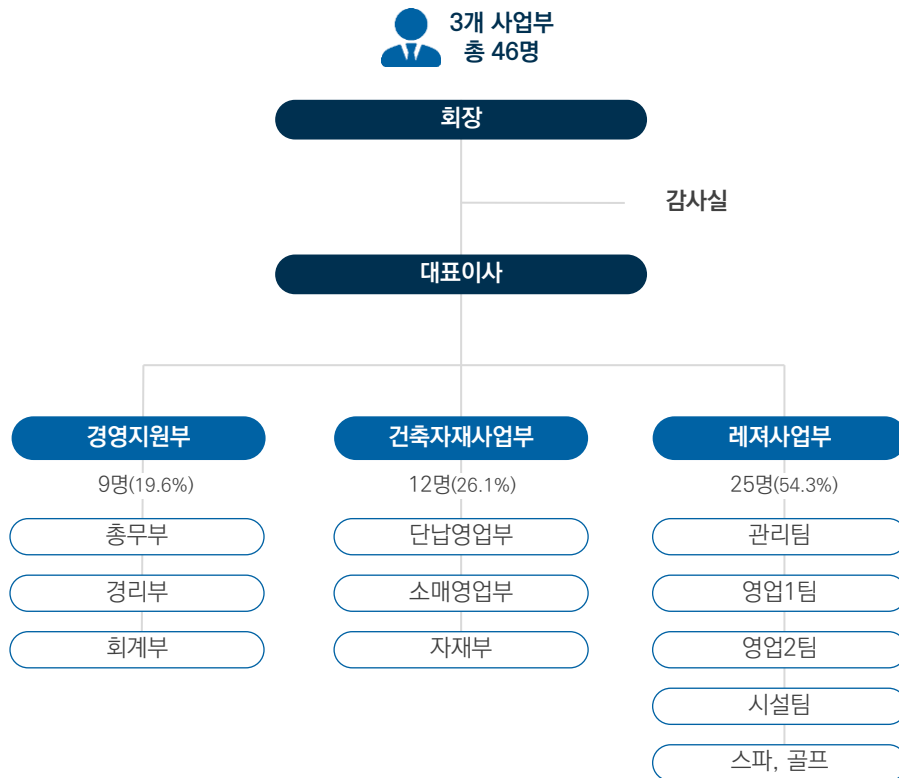 3개 사업부
총 46명
회장
감사실
대표이사
경영지원부
건축자재사업부
레져사업부
9명(19.6%)
12명(26.1%)
25명(54.3%)
총무부
단납영업부
관리팀
경리부
소매영업부
영업1팀
회계부
자재부
영업2팀
시설팀
스파, 골프